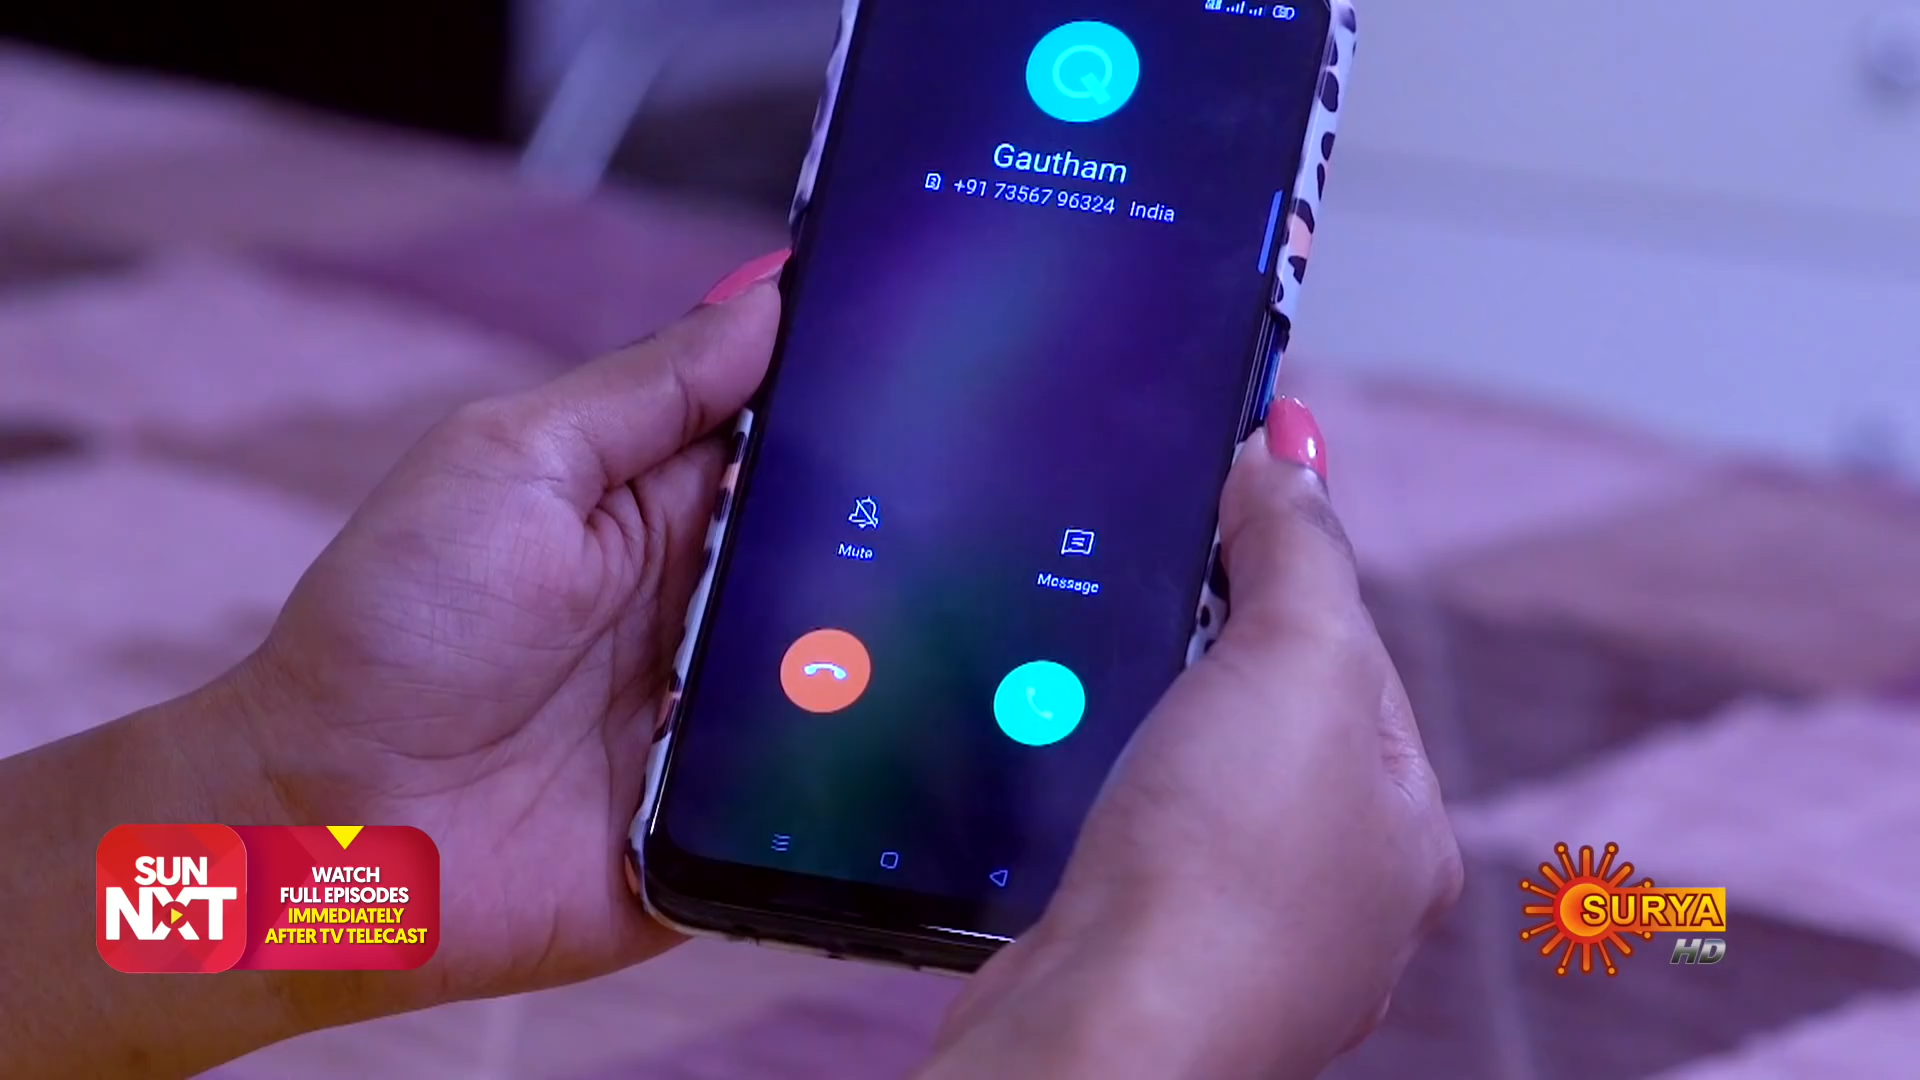 Gautham
+91 73567 96324 India
Mute
Message
SUN
NXT
WATCH
FULL EPISODES
IMMEDIATELY
AFTER TV TELECAST
SURYA
HD